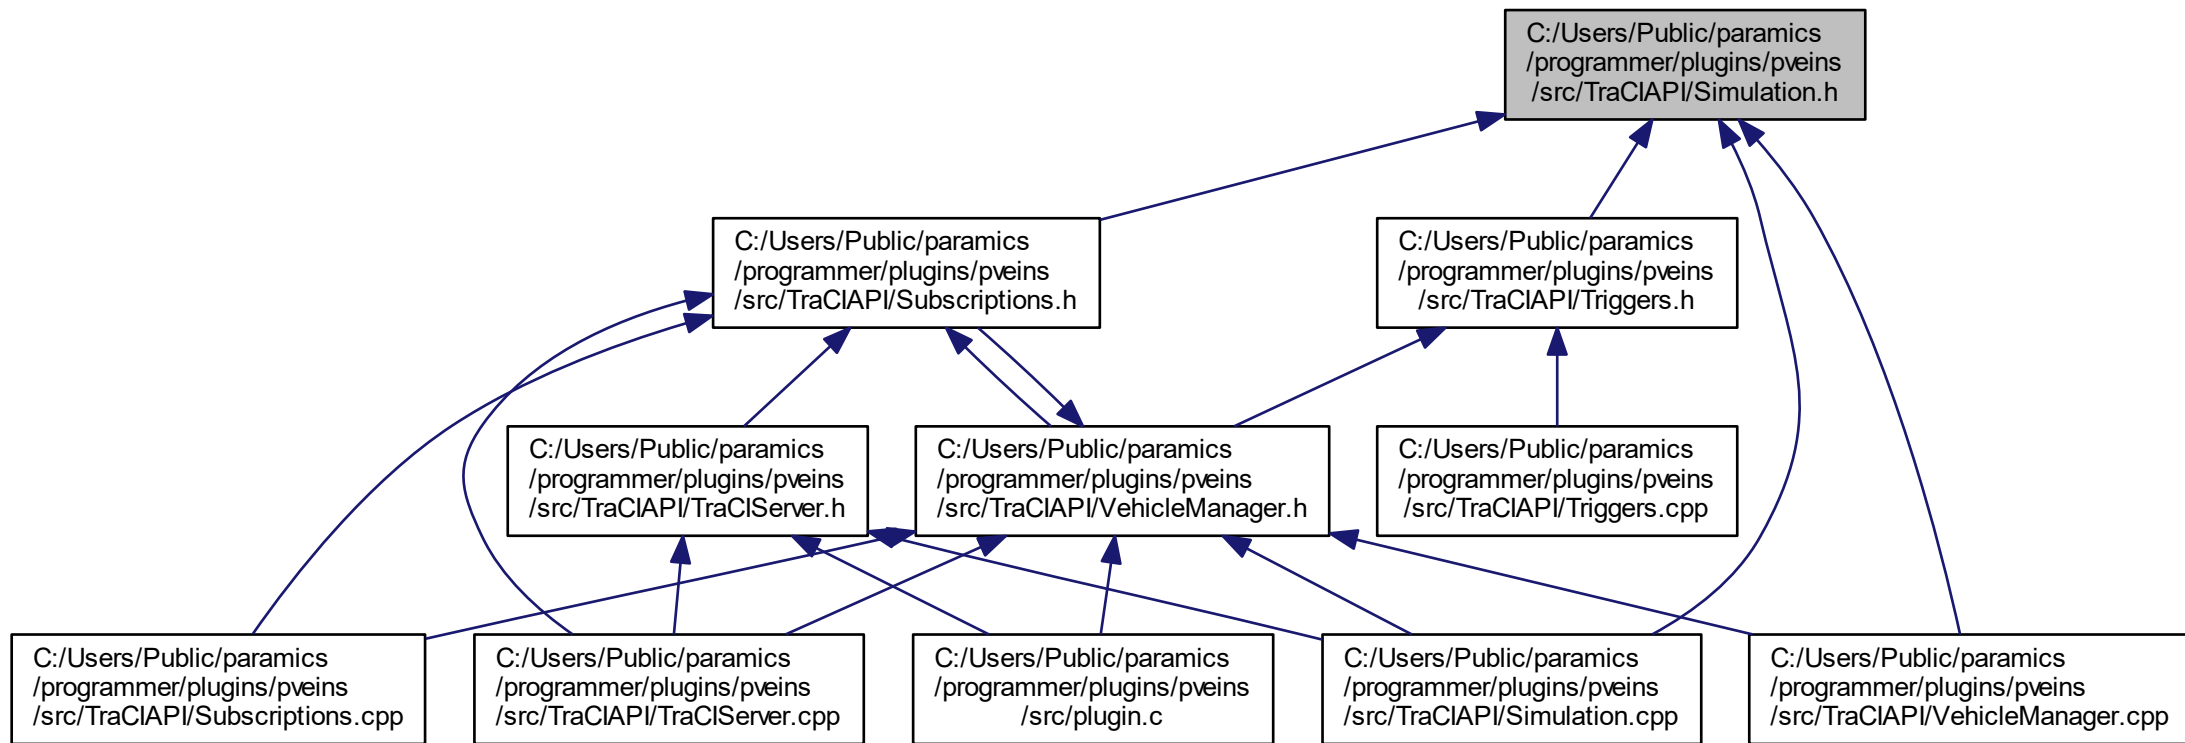 C:/Users/Public/paramics
/programmer/plugins/pveins
/src/TraCIAPI/Simulation.h
C:/Users/Public/paramics
/programmer/plugins/pveins
/src/TraCIAPI/Subscriptions.h
C:/Users/Public/paramics
/programmer/plugins/pveins
/src/TraCIAPI/Triggers.h
C:/Users/Public/paramics
/programmer/plugins/pveins
/src/TraCIAPI/TraCIServer.h
C:/Users/Public/paramics
/programmer/plugins/pveins
/src/TraCIAPI/VehicleManager.h
C:/Users/Public/paramics
/programmer/plugins/pveins
/src/TraCIAPI/Triggers.cpp
C:/Users/Public/paramics
/programmer/plugins/pveins
/src/TraCIAPI/Subscriptions.cpp
C:/Users/Public/paramics
/programmer/plugins/pveins
/src/TraCIAPI/TraCIServer.cpp
C:/Users/Public/paramics
/programmer/plugins/pveins
/src/plugin.c
C:/Users/Public/paramics
/programmer/plugins/pveins
/src/TraCIAPI/Simulation.cpp
C:/Users/Public/paramics
/programmer/plugins/pveins
/src/TraCIAPI/VehicleManager.cpp